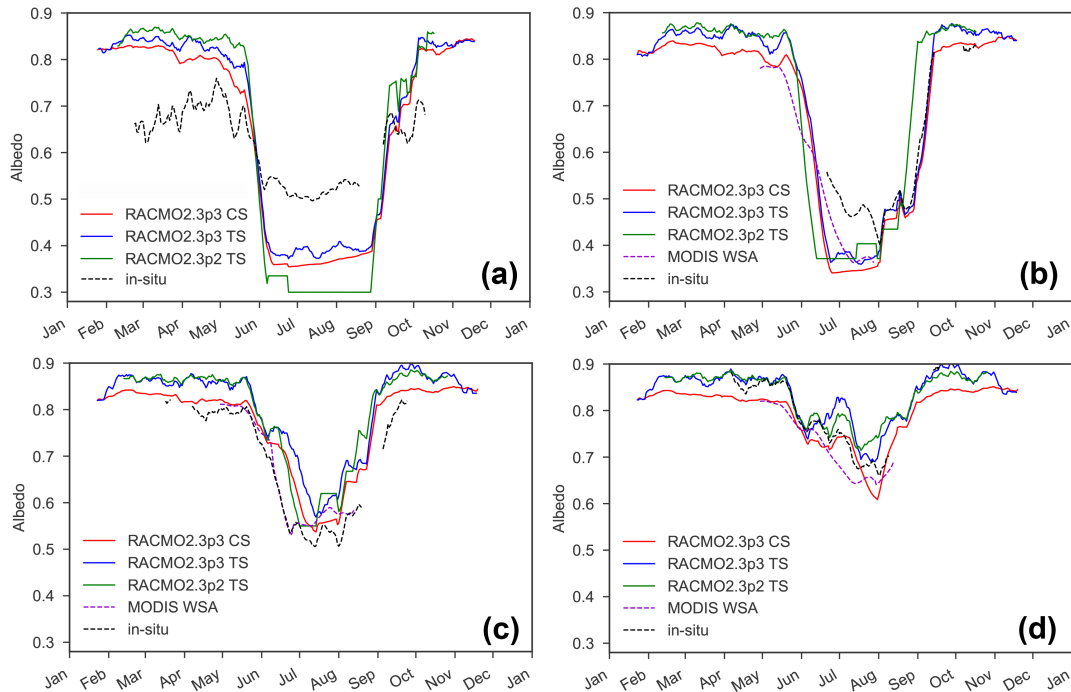 0.9
0.8
0.7
0.6
0.5
0.4
0.3
Albedo
RACMO2.3p3 CS
RACMO2.3p3 TS
RACMO2.3p2 TS
in-situ
(a)
Jan Feb Mar Apr May Jun Jul Aug Sep Oct Nov Dec Jan
0.9
0.8
0.7
0.6
0.5
0.4
0.3
Albedo
RACMO2.3p3 CS
RACMO2.3p3 TS
RACMO2.3p2 TS
MODIS WSA
in-situ
(b)
Jan Feb Mar Apr May Jun Jul Aug Sep Oct Nov Dec Jan
0.9
0.8
0.7
0.6
0.5
0.4
0.3
Albedo
RACMO2.3p3 CS
RACMO2.3p3 TS
RACMO2.3p2 TS
MODIS WSA
in-situ
(c)
Jan Feb Mar Apr May Jun Jul Aug Sep Oct Nov Dec Jan
0.9
0.8
0.7
0.6
0.5
0.4
0.3
Albedo
RACMO2.3p3 CS
RACMO2.3p3 TS
RACMO2.3p2 TS
MODIS WSA
in-situ
(d)
Jan Feb Mar Apr May Jun Jul Aug Sep Oct Nov Dec Jan